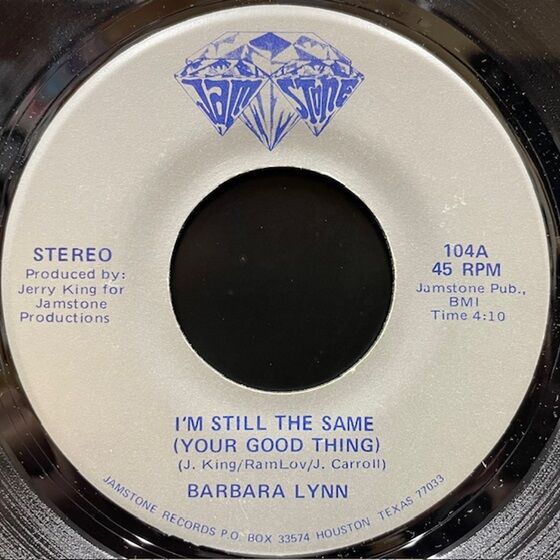 Jam Stone
STEREO
Produced by:
Jerry King for
Jamstone
Productions
104A
45 RPM
Jamstone Pub.,
BMI
Time 4:10
I'M STILL THE SAME
(YOUR GOOD THING)
(J. King/RamLov/J. Carroll)
BARBARA LYNN
JAMSTONE RECORDS P.O. BOX 33574 HOUSTON TEXAS 77033